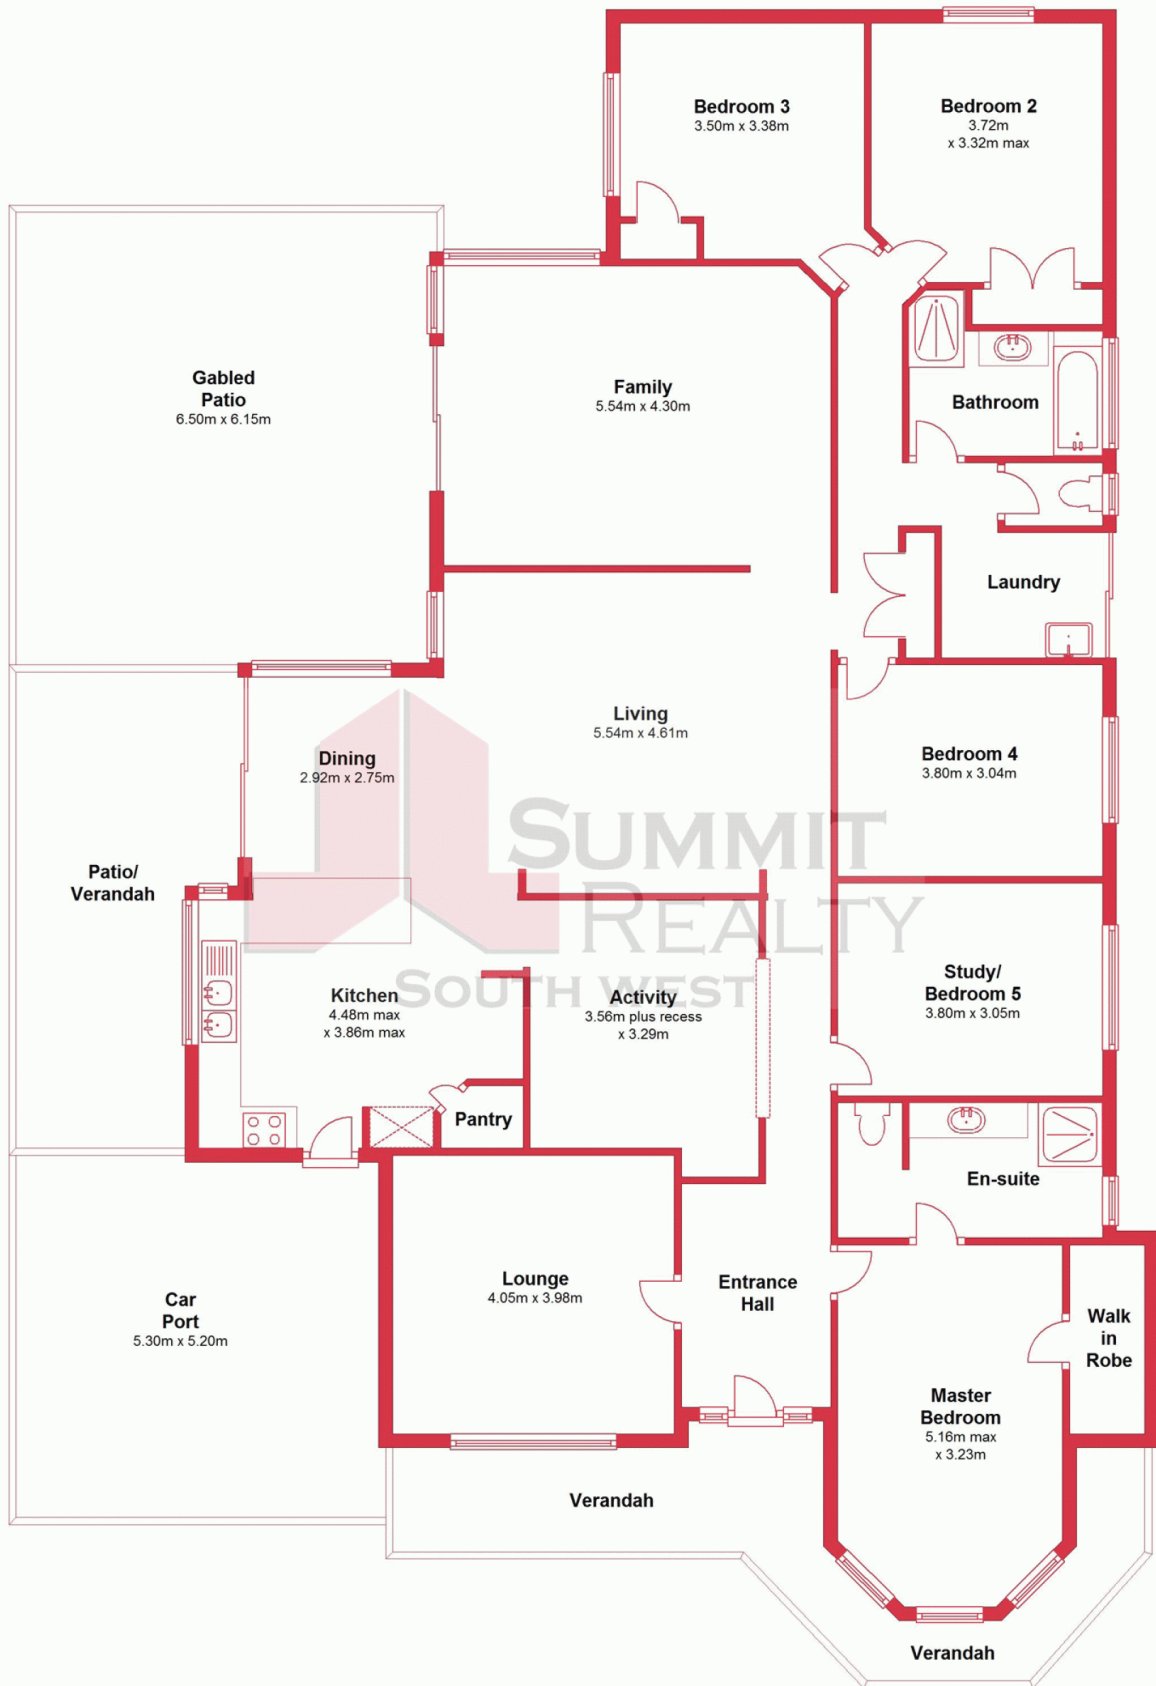 Bedroom 3
3.50m x 3.38m
Bedroom 2
3.72m
x 3.32m max
Gabled
Patio
6.50m x 6.15m
Family
5.54m x 4.30m
Bathroom
Laundry
Living
5.54m x 4.61m
Dining
2.92m x 2.75m
Bedroom 4
3.80m x 3.04m
SUMMIT
REALTY
SOUTH WEST
Patio/
Verandah
Kitchen
4.48m max
x 3.86m max
Activity
3.56m plus recess
x 3.29m
Study/
Bedroom 5
3.80m x 3.05m
Pantry
En-suite
Lounge
4.05m x 3.98m
Entrance
Hall
Car
Port
5.30m x 5.20m
Walk
in
Robe
Master
Bedroom
5.16m max
x 3.23m
Verandah
Verandah